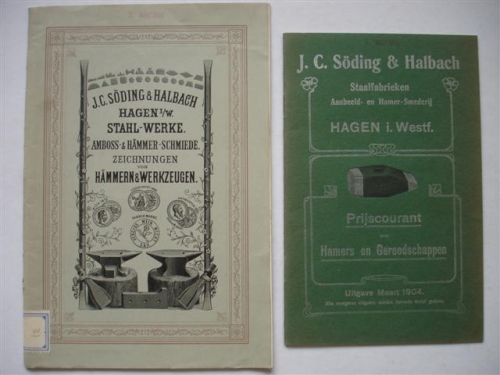 J. C. SÖDING & HALBACH
HAGEN I/W.
STAHL-WERKE.
AMBOSS- & HÄMMER-SCHMIEDE.
ZEICHNUNGEN
VON
HÄMMERN & WERKZEUGEN.
J. C. Söding & Halbach
Staalfabrieken
Aanbeeld- en Hamer-Smederij
HAGEN i. Westf.
Prijscourant
van
Hamers en Gereedschappen
Uitgave Maart 1904.